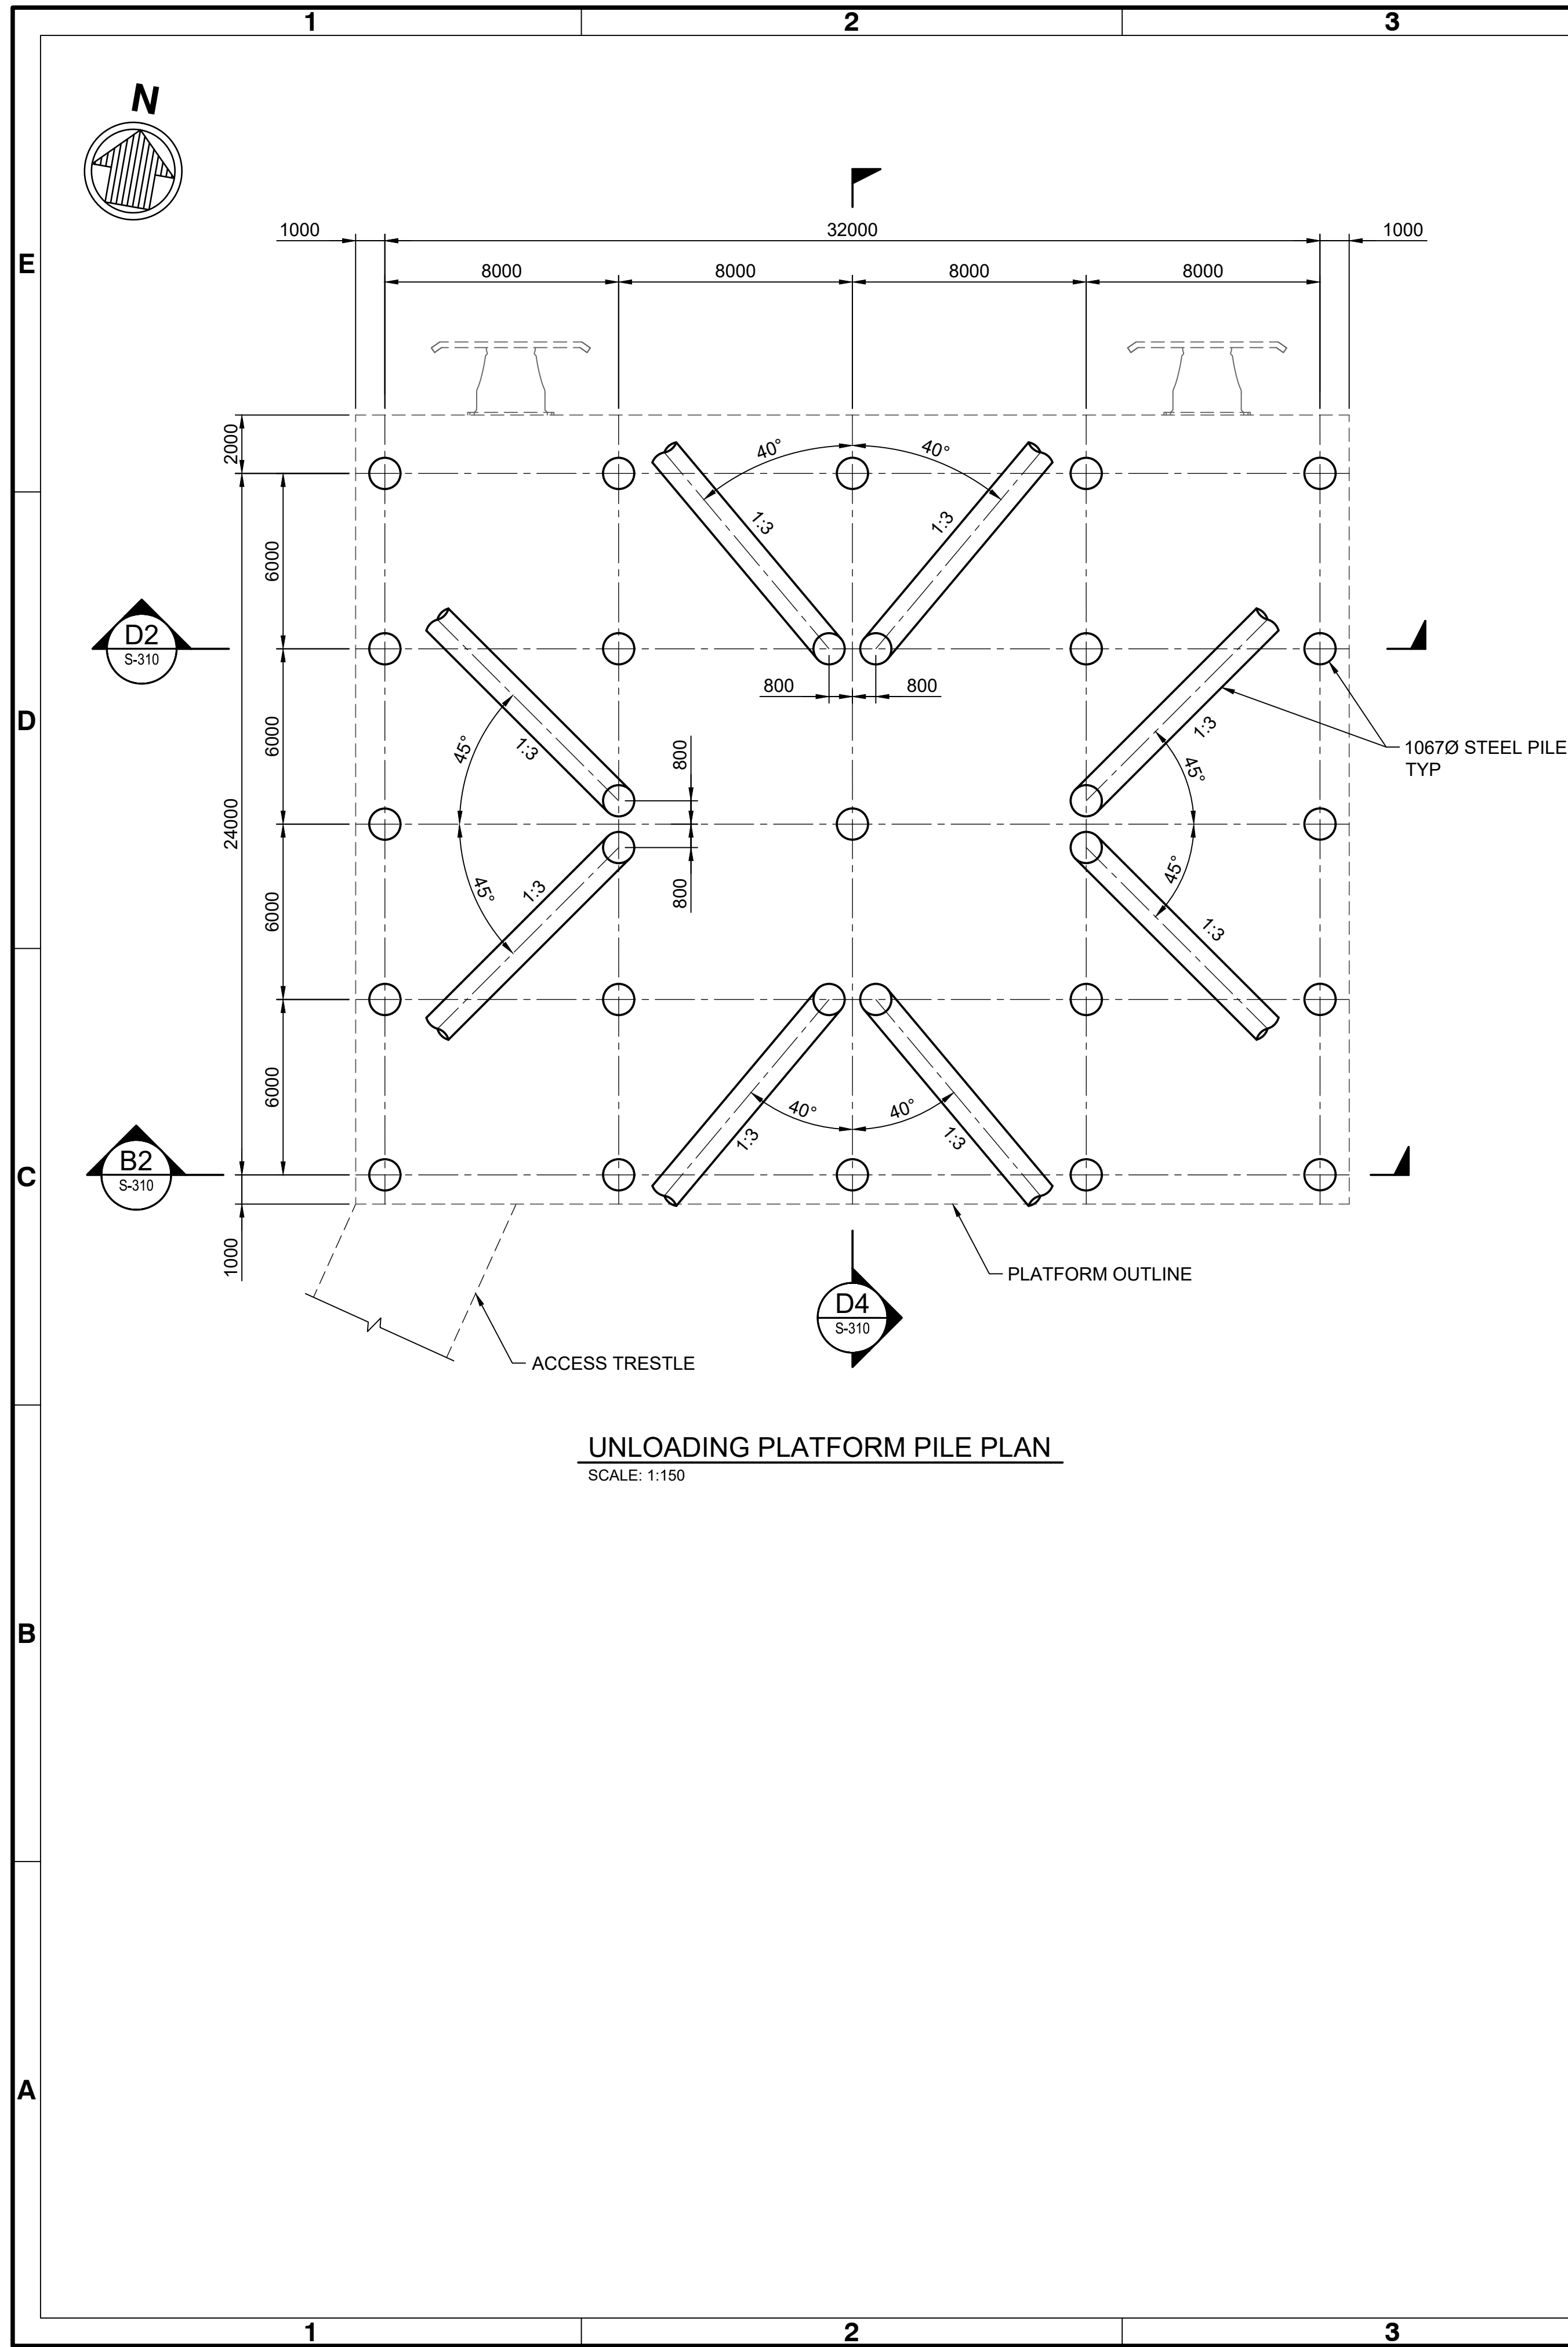 1 2 3
N
E
1000 32000 1000
8000 8000 8000 8000
2000
40° 40°
6000
1:3 1:3
D2
S-310
800 800
D
6000
45° 1:3
800
1:3 45°
1067Ø STEEL PILE
TYP
24000
6000
45° 1:3
800
45° 1:3
6000
40° 40°
1:3 1:3
C
B2
S-310
1000
PLATFORM OUTLINE
D4
S-310
ACCESS TRESTLE
UNLOADING PLATFORM PILE PLAN
SCALE: 1:150
B
A
1 2 3